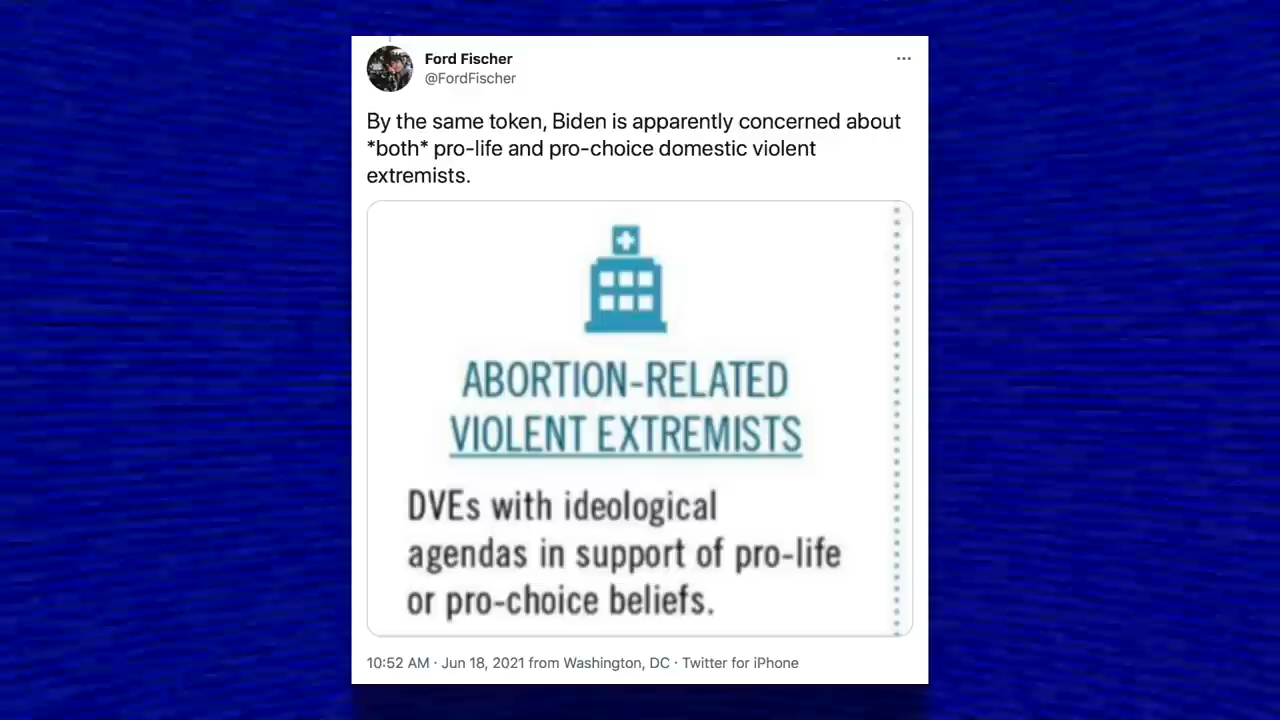 Ford Fischer
@FordFischer
By the same token, Biden is apparently concerned about
*both* pro-life and pro-choice domestic violent
extremists.
ABORTION-RELATED
VIOLENT EXTREMISTS
DVEs with ideological
agendas in support of pro-life
or pro-choice beliefs.
10:52 AM · Jun 18, 2021 from Washington, DC · Twitter for iPhone